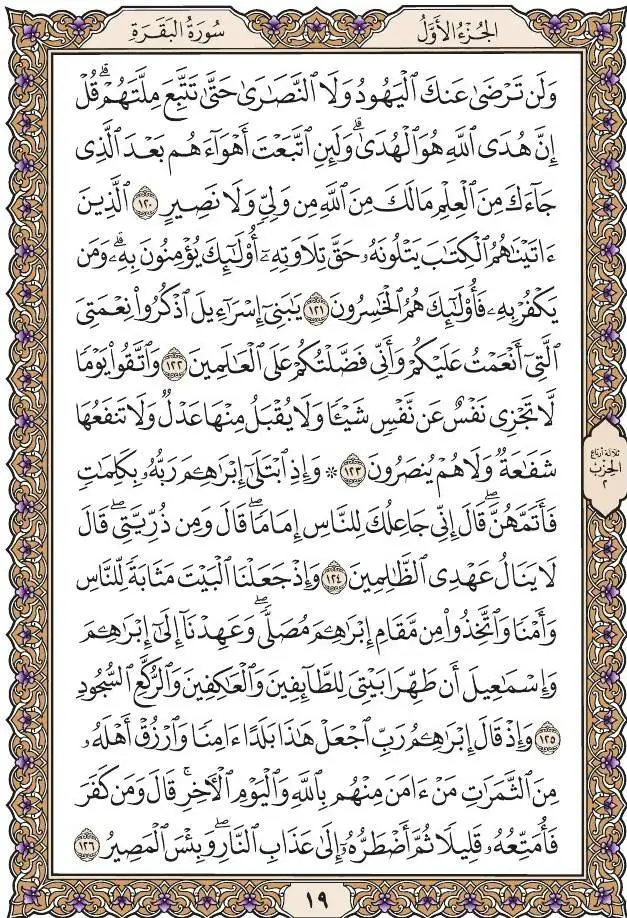 الجُزْءُ الأَوَّلُ
سُورَةُ البَقَرَةِ
وَلَن تَرْضَىٰ عَنكَ ٱلْيَهُودُ وَلَا ٱلنَّصَٰرَىٰ حَتَّىٰ تَتَّبِعَ مِلَّتَهُمْۗ قُلْ
إِنَّ هُدَى ٱللَّهِ هُوَ ٱلْهُدَىٰۗ وَلَئِنِ ٱتَّبَعْتَ أَهْوَآءَهُم بَعْدَ ٱلَّذِى
جَآءَكَ مِنَ ٱلْعِلْمِ مَا لَكَ مِنَ ٱللَّهِ مِن وَلِىٍّ وَلَا نَصِيرٍ ١٢٠ ٱلَّذِينَ
ءَاتَيْنَٰهُمُ ٱلْكِتَٰبَ يَتْلُونَهُۥ حَقَّ تِلَاوَتِهِۦٓ أُو۟لَٰٓئِكَ يُؤْمِنُونَ بِهِۦۗ وَمَن
يَكْفُرْ بِهِۦ فَأُو۟لَٰٓئِكَ هُمُ ٱلْخَٰسِرُونَ ١٢١ يَٰبَنِىٓ إِسْرَٰٓءِيلَ ٱذْكُرُوا۟ نِعْمَتِىَ
ٱلَّتِىٓ أَنْعَمْتُ عَلَيْكُمْ وَأَنِّى فَضَّلْتُكُمْ عَلَى ٱلْعَٰلَمِينَ ١٢٢ وَٱتَّقُوا۟ يَوْمًا
لَّا تَجْزِى نَفْسٌ عَن نَّفْسٍ شَيْـًٔا وَلَا يُقْبَلُ مِنْهَا عَدْلٌ وَلَا تَنفَعُهَا
شَفَٰعَةٌ وَلَا هُمْ يُنصَرُونَ ١٢٣ ۞ وَإِذِ ٱبْتَلَىٰٓ إِبْرَٰهِـۧمَ رَبُّهُۥ بِكَلِمَٰتٍ
فَأَتَمَّهُنَّۖ قَالَ إِنِّى جَاعِلُكَ لِلنَّاسِ إِمَامًاۖ قَالَ وَمِن ذُرِّيَّتِىۖ قَالَ
لَا يَنَالُ عَهْدِى ٱلظَّٰلِمِينَ ١٢٤ وَإِذْ جَعَلْنَا ٱلْبَيْتَ مَثَابَةً لِّلنَّاسِ
وَأَمْنًا وَٱتَّخِذُوا۟ مِن مَّقَامِ إِبْرَٰهِـۧمَ مُصَلًّىۖ وَعَهِدْنَآ إِلَىٰٓ إِبْرَٰهِـۧمَ
وَإِسْمَٰعِيلَ أَن طَهِّرَا بَيْتِىَ لِلطَّآئِفِينَ وَٱلْعَٰكِفِينَ وَٱلرُّكَّعِ ٱلسُّجُودِ
١٢٥ وَإِذْ قَالَ إِبْرَٰهِـۧمُ رَبِّ ٱجْعَلْ هَٰذَا بَلَدًا ءَامِنًا وَٱرْزُقْ أَهْلَهُۥ
مِنَ ٱلثَّمَرَٰتِ مَنْ ءَامَنَ مِنْهُم بِٱللَّهِ وَٱلْيَوْمِ ٱلْءَاخِرِۚ قَالَ وَمَن كَفَرَ
فَأُمَتِّعُهُۥ قَلِيلًا ثُمَّ أَضْطَرُّهُۥٓ إِلَىٰ عَذَابِ ٱلنَّارِۖ وَبِئْسَ ٱلْمَصِيرُ ١٢٦
ثلاثة أرباع
الحزب
٢
١٩